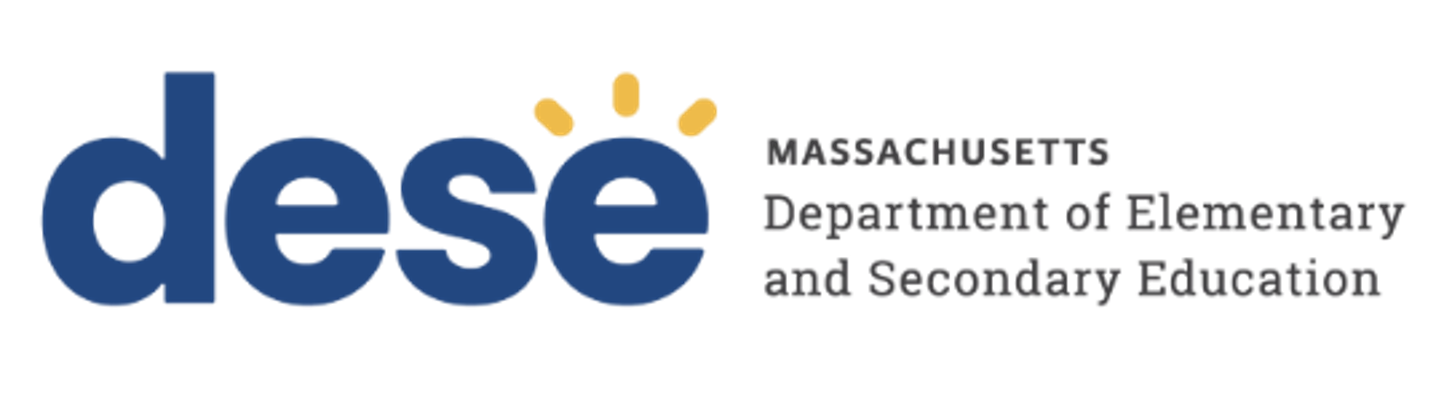 dese
MASSACHUSETTS
Department of Elementary
and Secondary Education